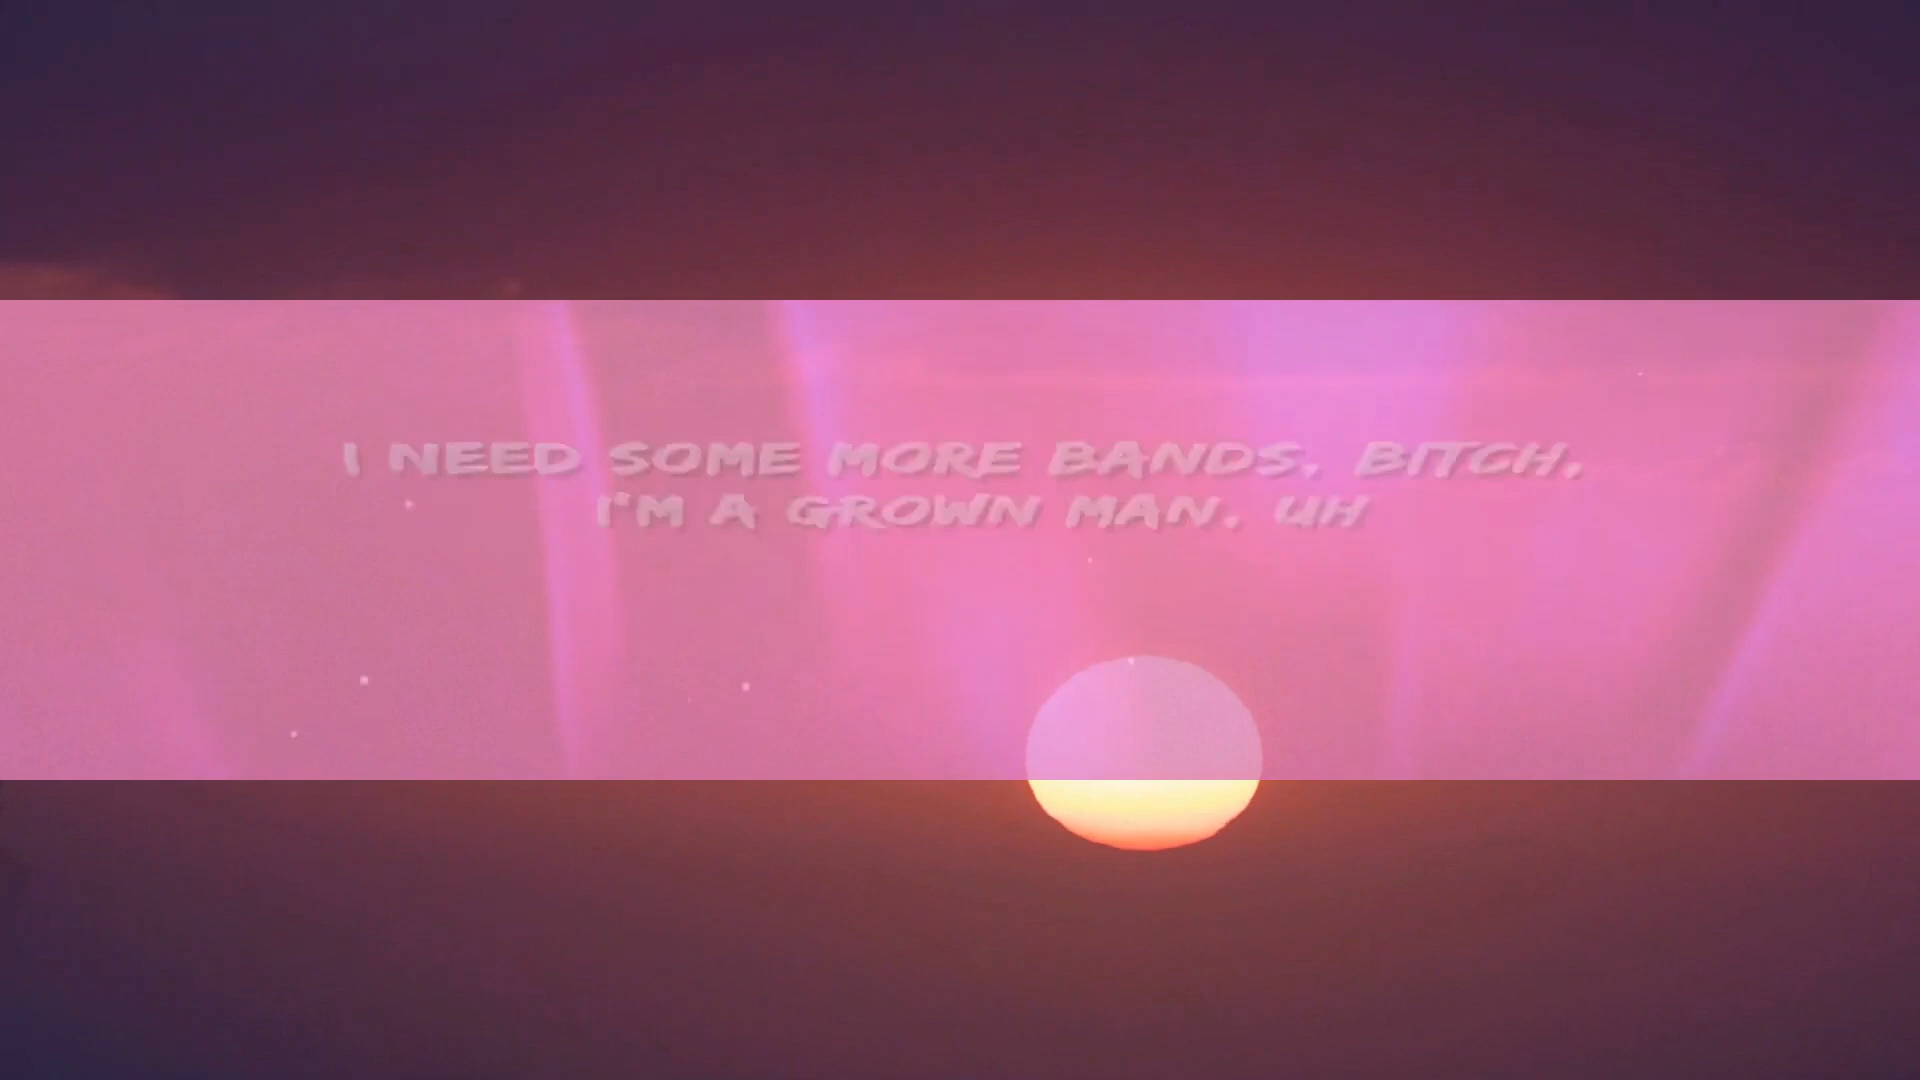 I NEED SOME MORE BANDS, BITCH,
I'M A GROWN MAN, UH